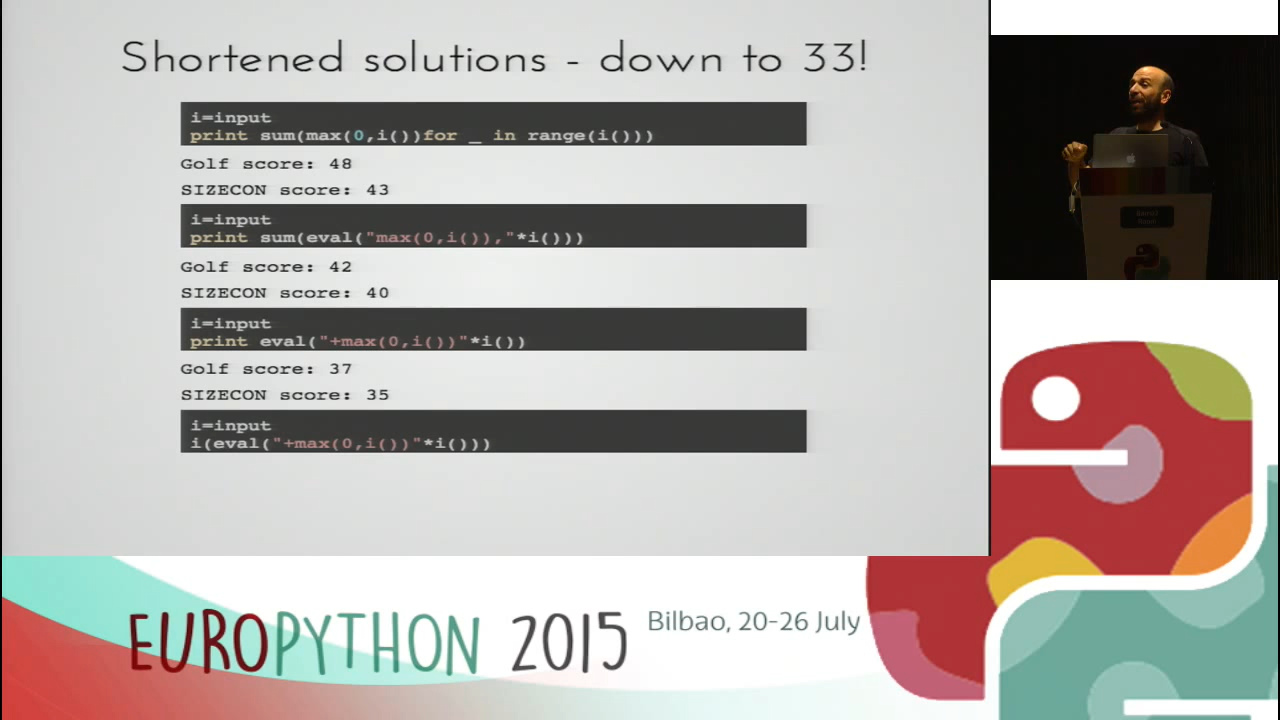 Shortened solutions - down to 33!
i=input
print sum(max(0,i())for _ in range(i()))
Golf score: 48
SIZECON score: 43
i=input
print sum(eval("max(0,i()),"*i()))
Golf score: 42
SIZECON score: 40
i=input
print eval("+max(0,i())"*i())
Golf score: 37
SIZECON score: 35
i=input
i(eval("+max(0,i())"*i()))
EUROPYTHON 2015
Bilbao, 20-26 July